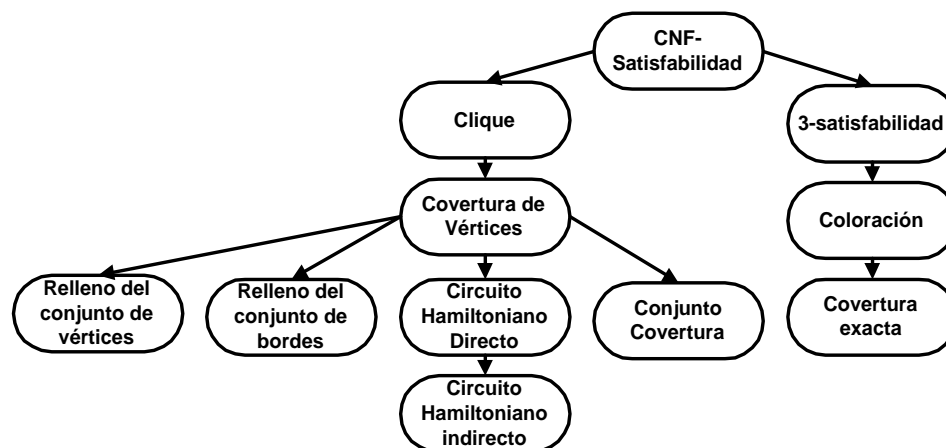 CNF-
Satisfabilidad
Clique
3-satisfabilidad
Covertura de
Vértices
Coloración
Relleno del
conjunto de
vértices
Relleno del
conjunto de
bordes
Circuito
Hamiltoniano
Directo
Conjunto
Covertura
Covertura
exacta
Circuito
Hamiltoniano
indirecto